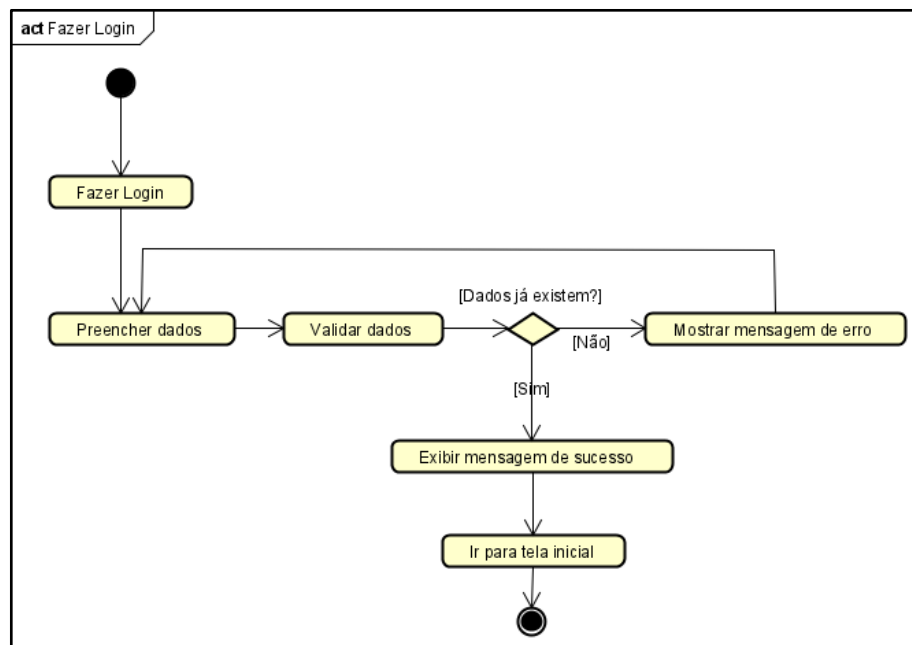 act Fazer Login
Fazer Login
[Dados já existem?]
Preencher dados
Validar dados
Mostrar mensagem de erro
[Não]
[Sim]
Exibir mensagem de sucesso
Ir para tela inicial